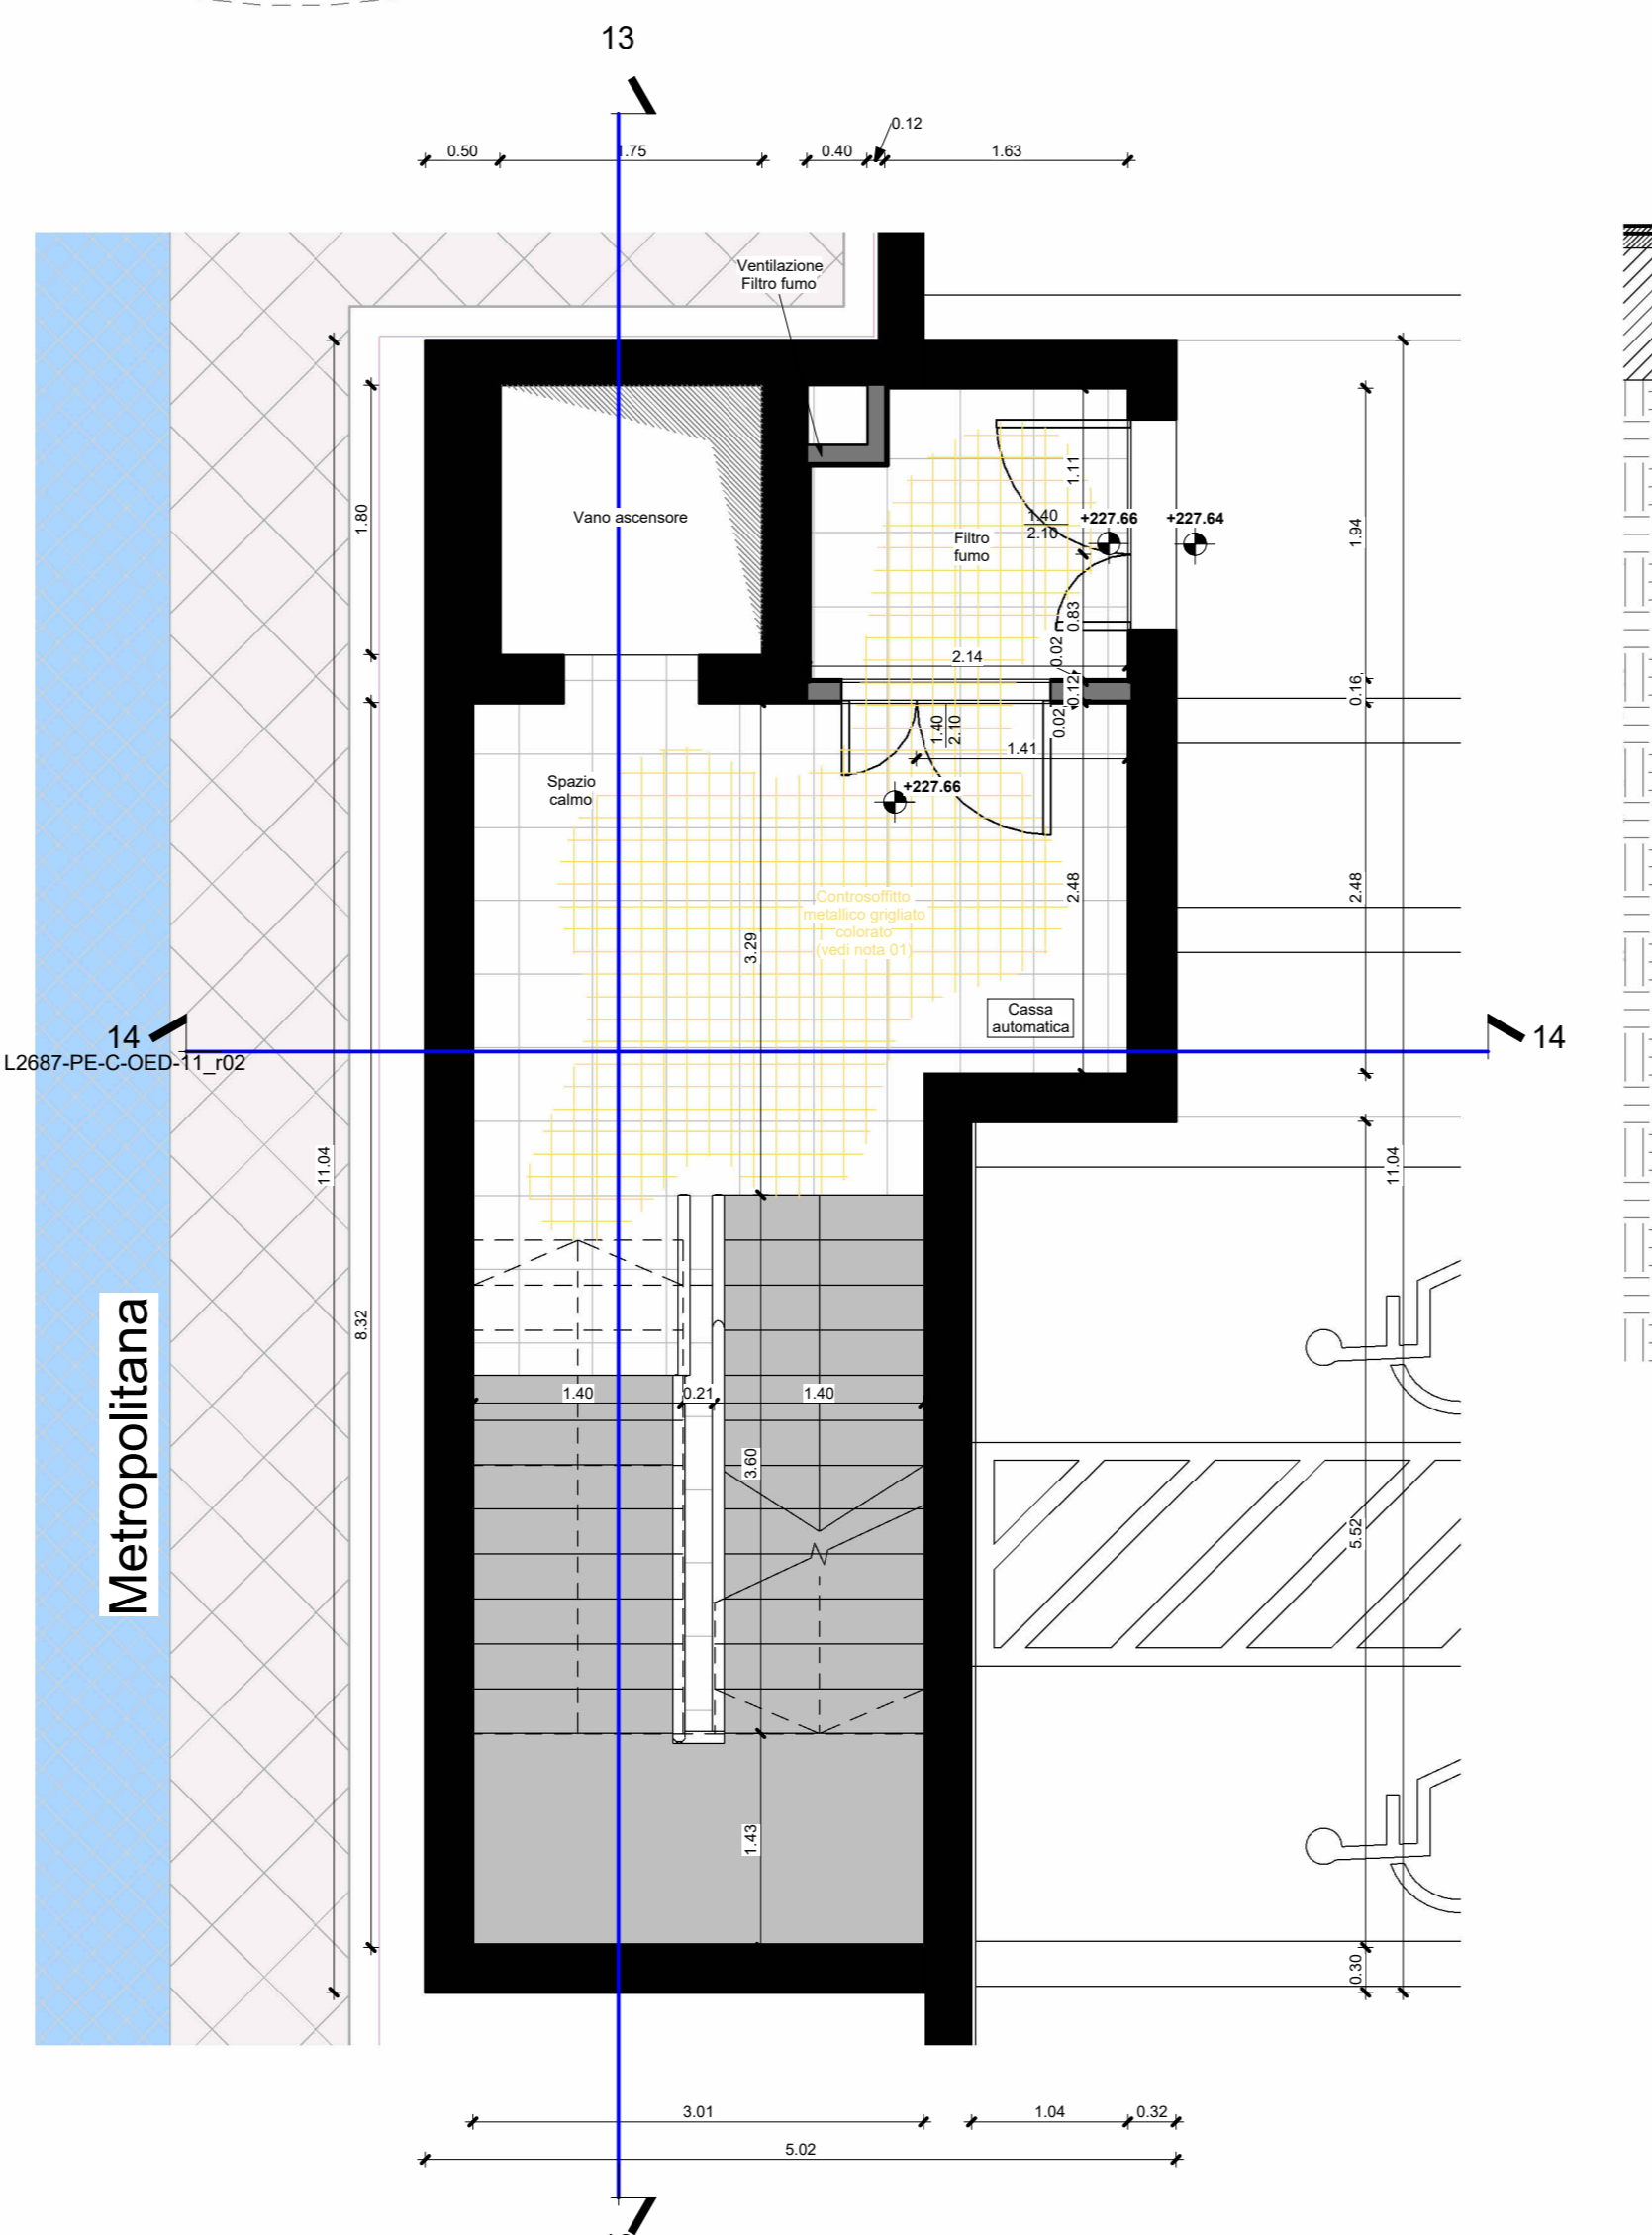 13
0.12
0.50
.75
0.40
1.63
Ventilazione
Filtro fumo
1.80
Vano ascensore
Filtro
fumo
1.11
1.40
2.10
+227.66
+227.64
1.94
0.83
0.02
2.14
0.12
0.16
0.02
1.40
2.10
1.41
Spazio
calmo
+227.66
Controsoffitto
metallico grigliato
colorato
(vedi nota 01)
2.48
2.48
3.29
Cassa
automatica
14
14
L2687-PE-C-OED-11_r02
11.04
11.04
8.32
Metropolitana
1.40
0.21
1.40
3.60
5.52
1.43
0.30
3.01
1.04
0.32
5.02